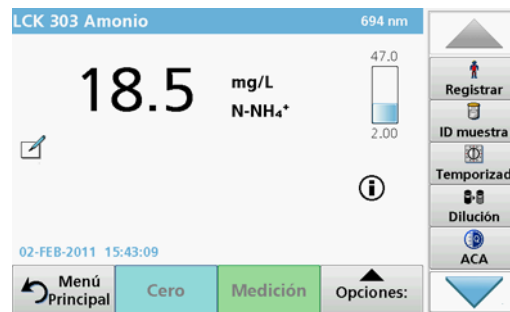 LCK 303 Amonio
694 nm
47.0
18.5
mg/L
N-NH₄⁺
2.00
02-FEB-2011 15:43:09
Menú
Principal
Cero
Medición
Opciones:
Registrar
ID muestra
Temporizad
Dilución
ACA